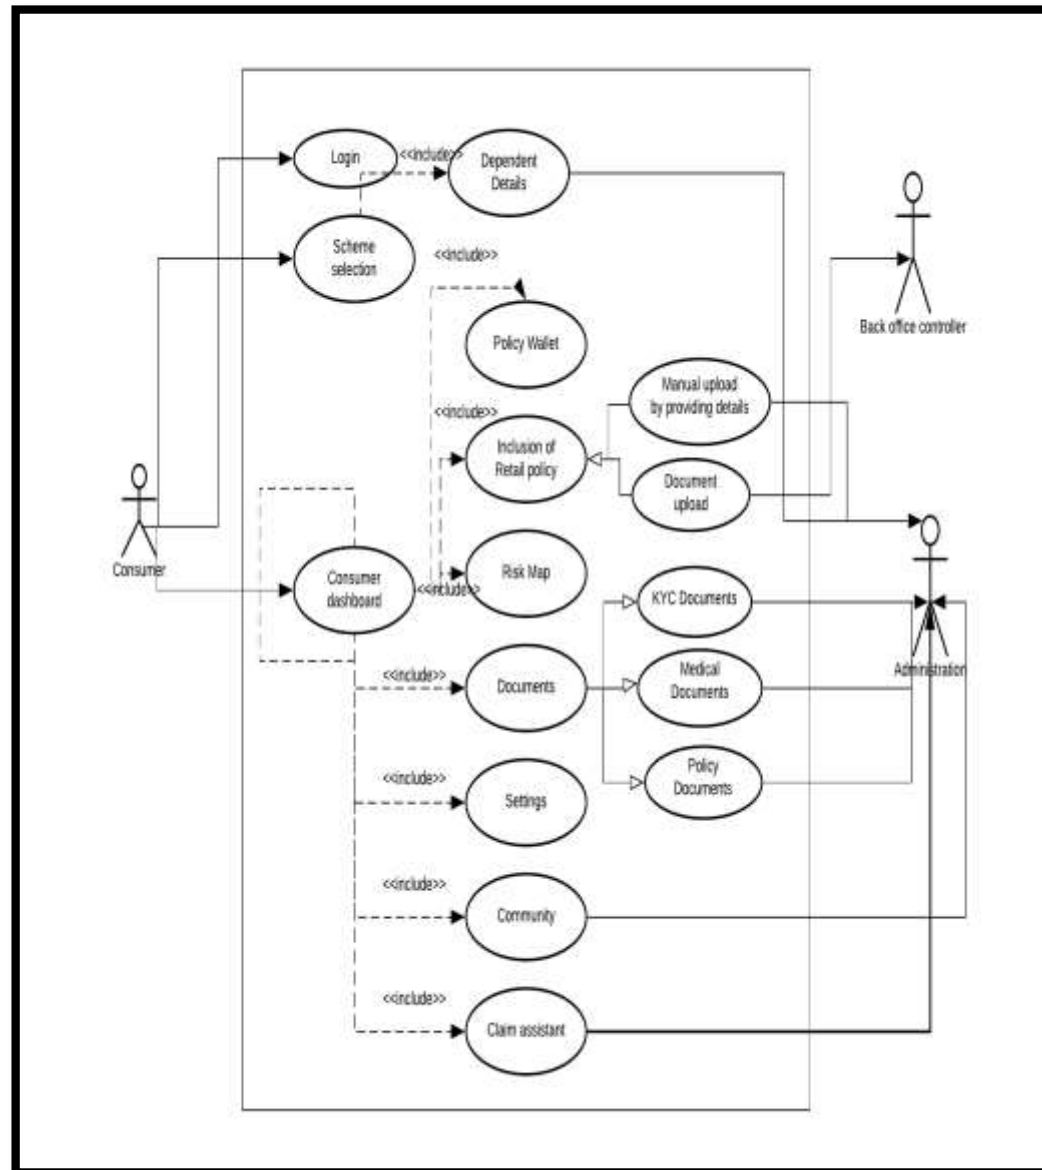 Login
<<include>>
Dependent
Details
Scheme
selection
<<include>>
Policy Wallet
Back office controller
Manual upload
by providing details
<<include>>
Inclusion of
Retail policy
Document
upload
Consumer
Consumer
dashboard
<<include>>
Risk Map
KYC Documents
Administration
<<include>>
Documents
Medical
Documents
Policy
Documents
<<include>>
Settings
<<include>>
Community
<<include>>
Claim assistant